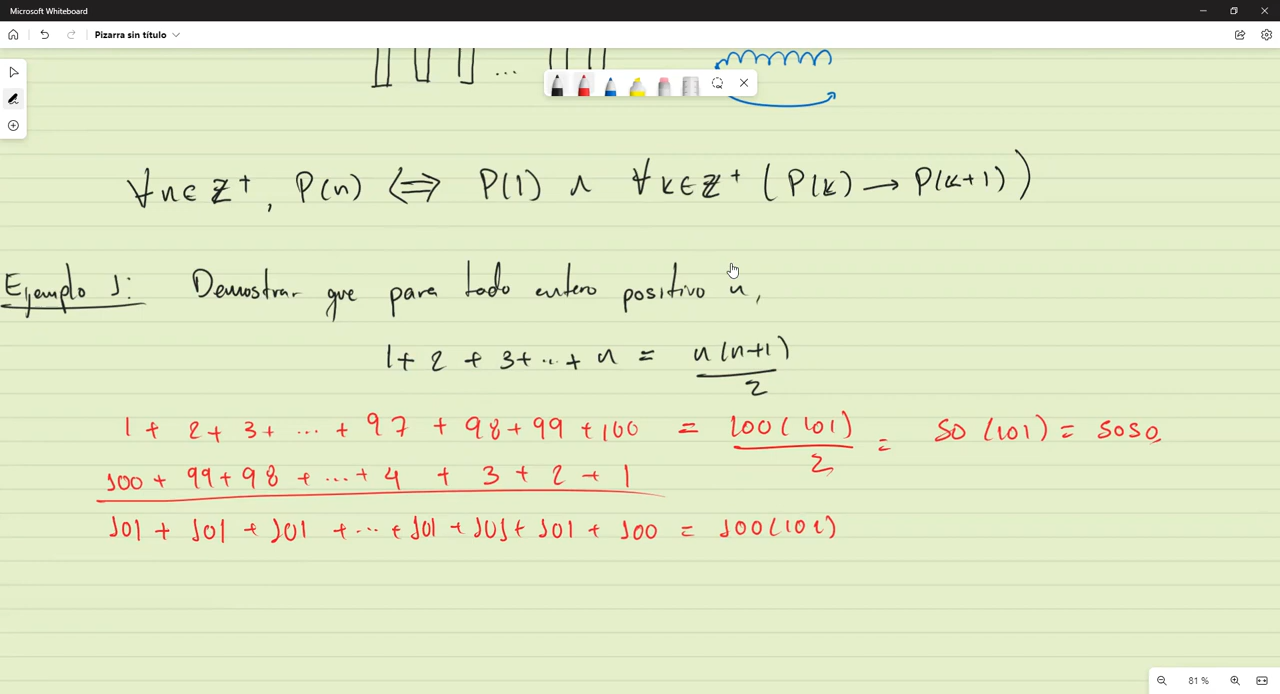 Microsoft Whiteboard
Pizarra sin título
... 
∀n∈ℤ⁺, P(n) ⟺ P(1) ∧ ∀k∈ℤ⁺ (P(k) → P(k+1))
Ejemplo 1: Demostrar que para todo entero positivo n,
1+ 2 + 3+ ... + n = n(n+1)/2
1 + 2 + 3 + ... + 97 + 98 + 99 + 100 = 100(101)/2 = 50 (101) = 5050
100 + 99 + 98 + ... + 4 + 3 + 2 + 1
101 + 101 + 101 + ... + 101 + 101 + 101 + 100 = 100(101)
81 %